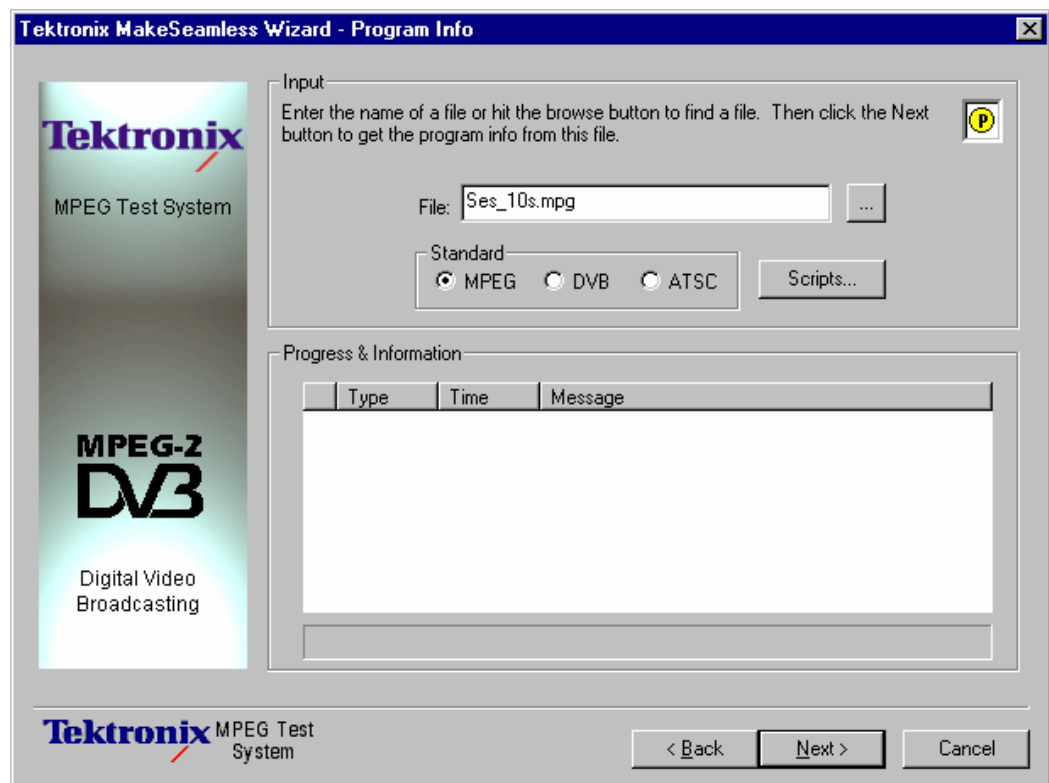 Tektronix MakeSeamless Wizard - Program Info
Tektronix
MPEG Test System
MPEG-2
DVB
Digital Video
Broadcasting
Input
Enter the name of a file or hit the browse button to find a file. Then click the Next
button to get the program info from this file.
P
File: Ses_10s.mpg ...
Standard
MPEG DVB ATSC Scripts...
Progress & Information
Type Time Message
Tektronix MPEG Test
System
< Back Next > Cancel